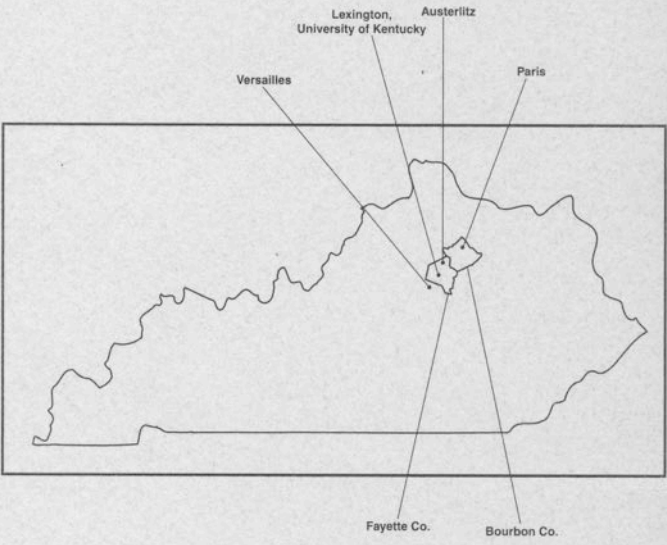 Lexington,
University of Kentucky
Austerlitz
Versailles
Paris
Fayette Co.
Bourbon Co.